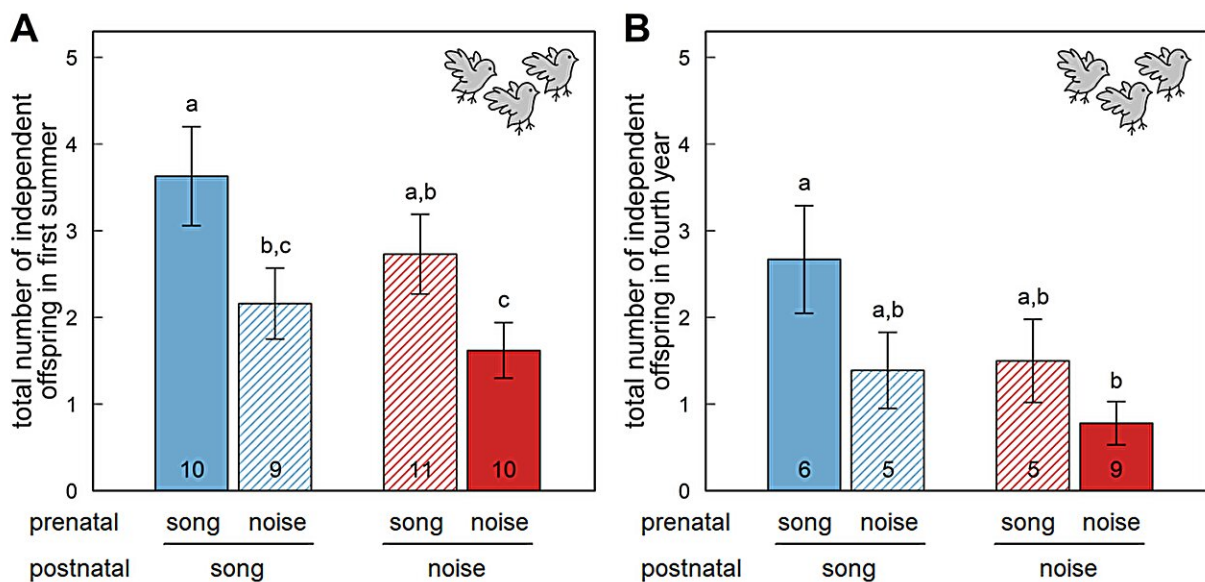 A
total number of independent
offspring in first summer
5
4
3
2
1
0
a
b,c
a,b
c
10
9
11
10
prenatal song noise song noise
postnatal song noise
B
total number of independent
offspring in fourth year
5
4
3
2
1
0
a
a,b
a,b
b
6
5
5
9
prenatal song noise song noise
postnatal song noise